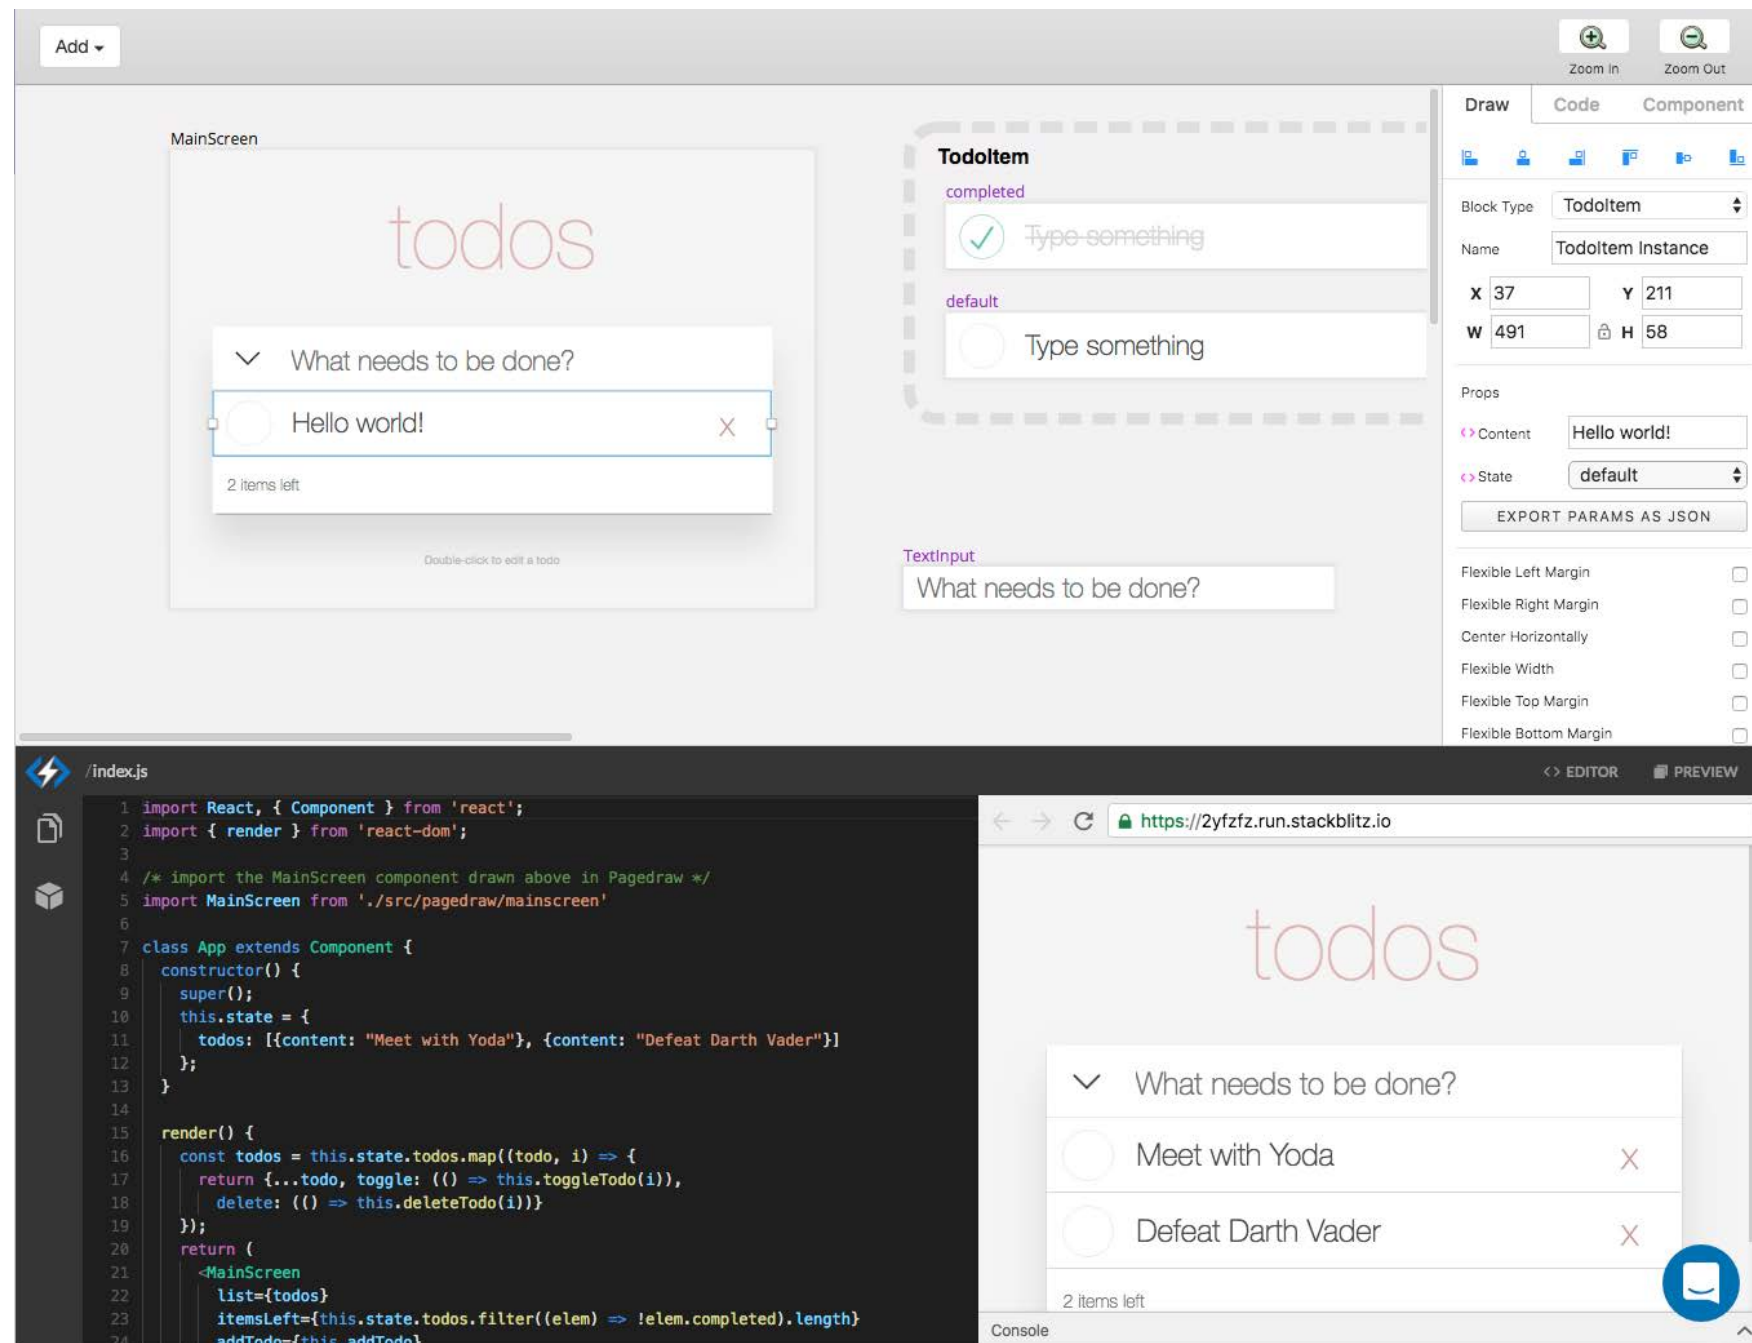 Add
Zoom In
Zoom Out
MainScreen
todos
What needs to be done?
Hello world!
X
2 items left
Double-click to edit a todo
TodoItem
completed
Type something
default
Type something
TextInput
What needs to be done?
Draw Code Component
Block Type TodoItem
Name TodoItem Instance
X 37 Y 211
W 491 H 58
Props
<> Content Hello world!
<> State default
EXPORT PARAMS AS JSON
Flexible Left Margin
Flexible Right Margin
Center Horizontally
Flexible Width
Flexible Top Margin
Flexible Bottom Margin
/index.js
<> EDITOR PREVIEW
1 import React, { Component } from 'react';
2 import { render } from 'react-dom';
3
4 /* import the MainScreen component drawn above in Pagedraw */
5 import MainScreen from './src/pagedraw/mainscreen'
6
7 class App extends Component {
8 constructor() {
9 super();
10 this.state = {
11 todos: [{content: "Meet with Yoda"}, {content: "Defeat Darth Vader"}]
12 };
13 }
14
15 render() {
16 const todos = this.state.todos.map((todo, i) => {
17 return {...todo, toggle: (() => this.toggleTodo(i)),
18 delete: (() => this.deleteTodo(i))}
19 });
20 return (
21 <MainScreen
22 list={todos}
23 itemsLeft={this.state.todos.filter((elem) => !elem.completed).length}
24 addTodo={this.addTodo}
https://2yfzfz.run.stackblitz.io
todos
What needs to be done?
Meet with Yoda X
Defeat Darth Vader X
2 items left
Console